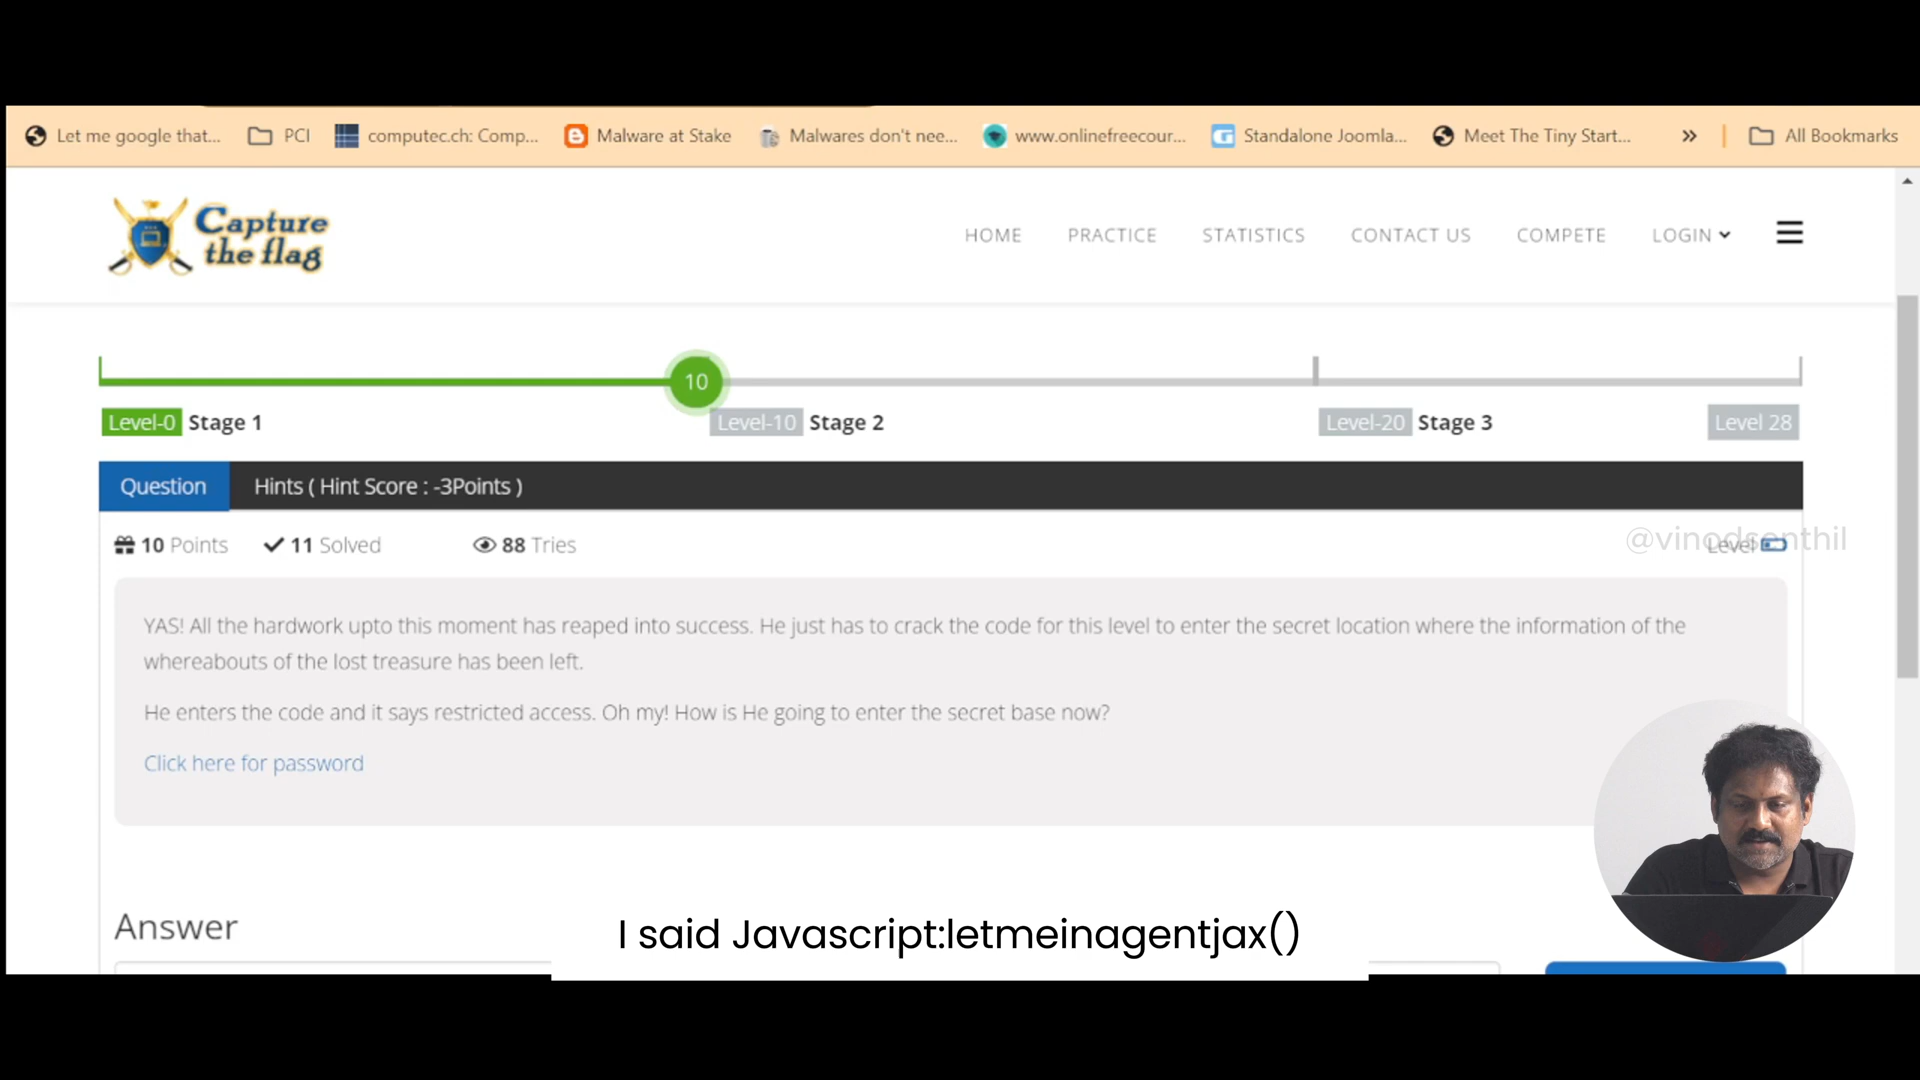 Let me google that...
PCI
computec.ch: Comp...
Malware at Stake
Malwares don't nee...
www.onlinefreecour...
Standalone Joomla...
Meet The Tiny Start...
All Bookmarks
Capture
the flag
HOME
PRACTICE
STATISTICS
CONTACT US
COMPETE
LOGIN
10
Level-0 Stage 1
Level-10 Stage 2
Level-20 Stage 3
Level 28
Question
Hints ( Hint Score : -3Points )
10 Points
11 Solved
88 Tries
Level
@vinodsenthil
YAS! All the hardwork upto this moment has reaped into success. He just has to crack the code for this level to enter the secret location where the information of the
whereabouts of the lost treasure has been left.
He enters the code and it says restricted access. Oh my! How is He going to enter the secret base now?
Click here for password
Answer
I said Javascript:letmeinagentjax()